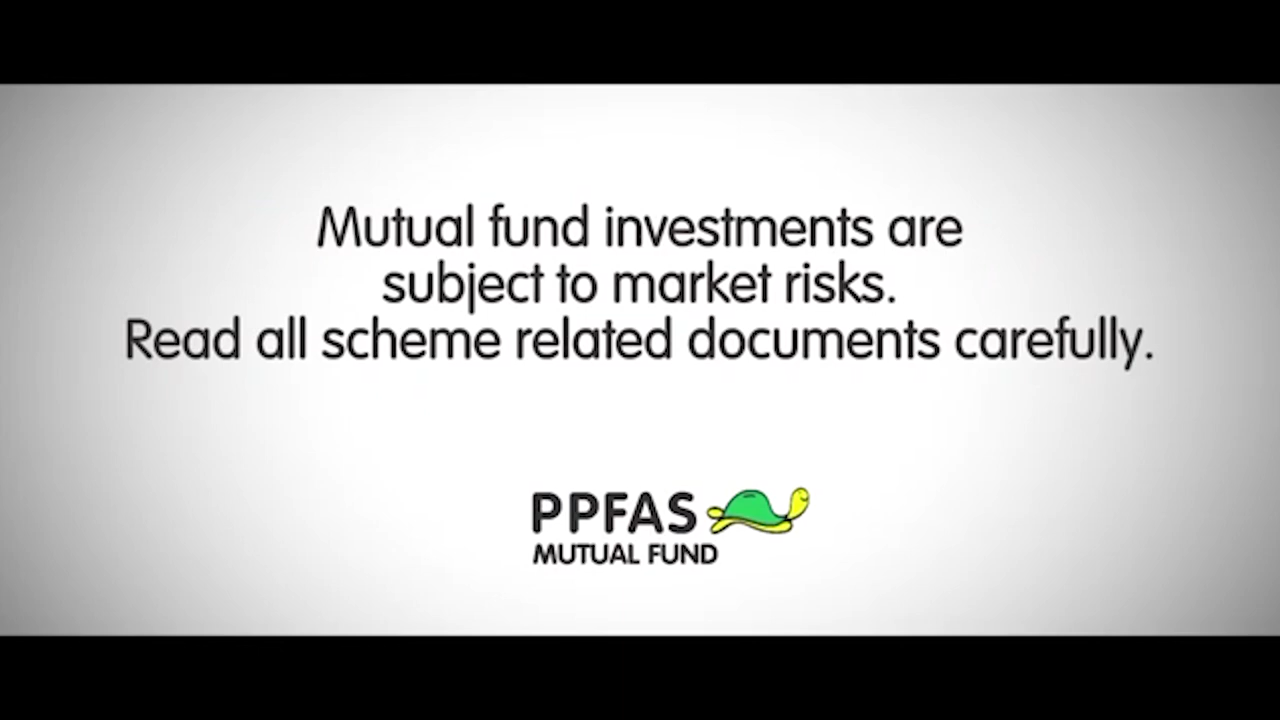 Mutual fund investments are
subject to market risks.
Read all scheme related documents carefully.
PPFAS
MUTUAL FUND